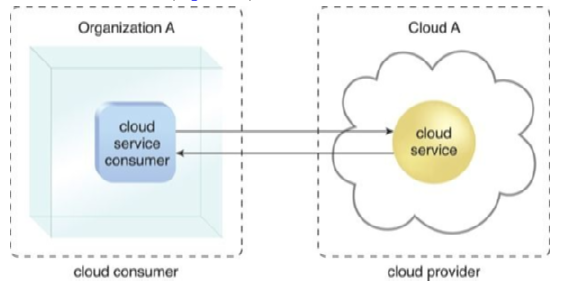 Organization A
Cloud A
cloud
service
consumer
cloud
service
cloud consumer
cloud provider